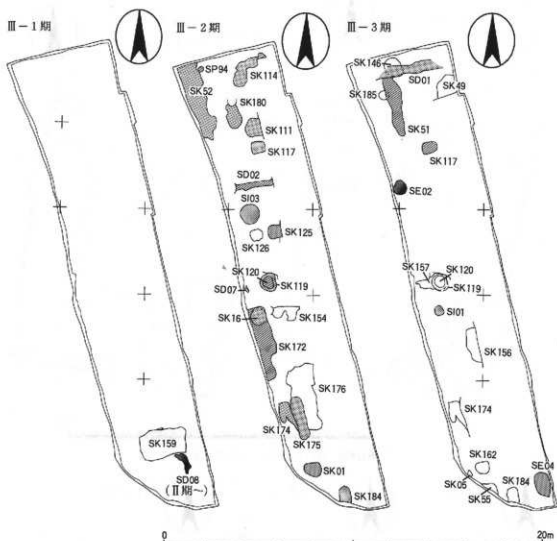 Ⅲ－1期
SK159
SD08
(Ⅱ期～)
Ⅲ－2期
SP94
SK114
SK52
SK180
SK111
SK117
SD02
SI03
SK125
SK126
SK120
SK119
SD07
SK16
SK154
SK172
SK176
SK174
SK175
SK01
SK184
Ⅲ－3期
SK146
SD01
SK49
SK185
SK51
SK117
SE02
SK157
SK120
SK119
SI01
SK156
SK174
SK162
SE04
SK05
SK55
SK184
0
20m